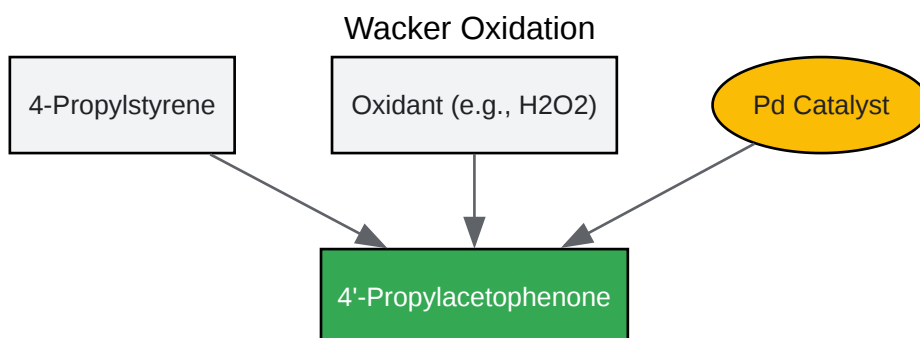 Wacker Oxidation
4-Propylstyrene
Oxidant (e.g., H2O2)
Pd Catalyst
4'-Propylacetophenone